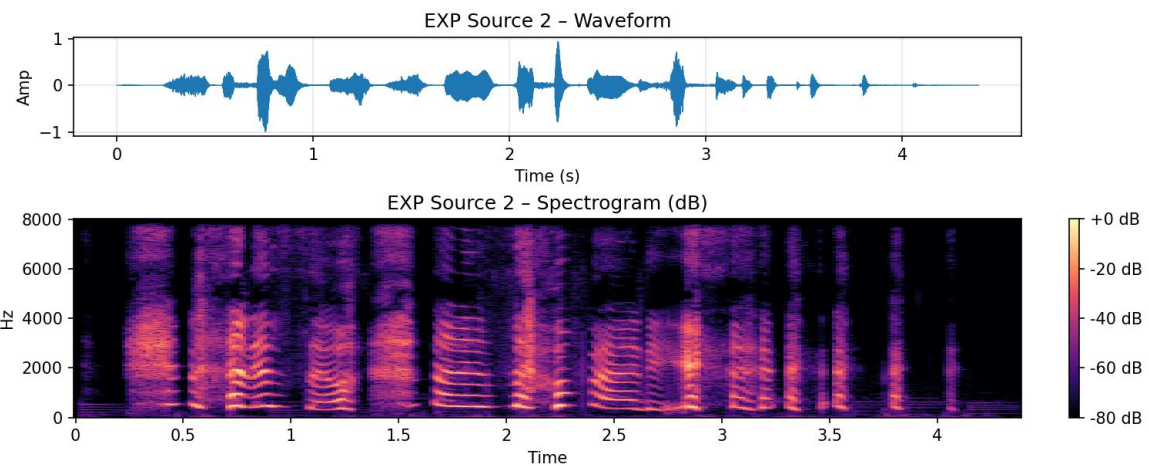 EXP Source 2 – Waveform
1
0
−1
Amp
0 1 2 3 4
Time (s)
EXP Source 2 – Spectrogram (dB)
8000
6000
4000
2000
0
Hz
0 0.5 1 1.5 2 2.5 3 3.5 4
Time
+0 dB
-20 dB
-40 dB
-60 dB
-80 dB